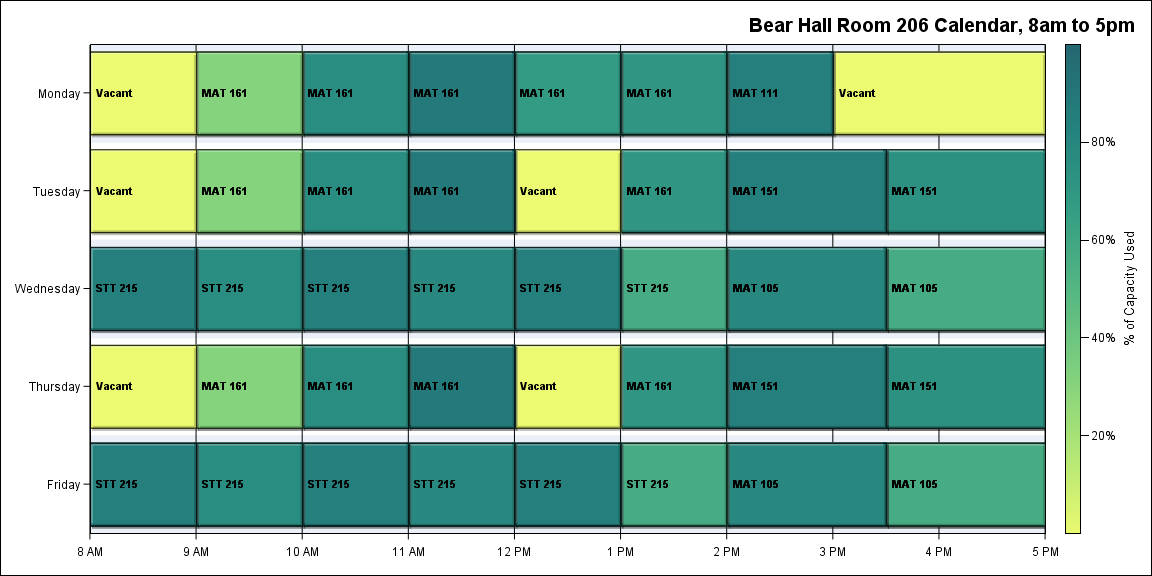 Bear Hall Room 206 Calendar, 8am to 5pm
Monday
Vacant
MAT 161
MAT 161
MAT 161
MAT 161
MAT 161
MAT 111
Vacant
Tuesday
Vacant
MAT 161
MAT 161
MAT 161
Vacant
MAT 161
MAT 151
MAT 151
Wednesday
STT 215
STT 215
STT 215
STT 215
STT 215
STT 215
MAT 105
MAT 105
Thursday
Vacant
MAT 161
MAT 161
MAT 161
Vacant
MAT 161
MAT 151
MAT 151
Friday
STT 215
STT 215
STT 215
STT 215
STT 215
STT 215
MAT 105
MAT 105
8 AM
9 AM
10 AM
11 AM
12 PM
1 PM
2 PM
3 PM
4 PM
5 PM
80%
60%
40%
20%
% of Capacity Used